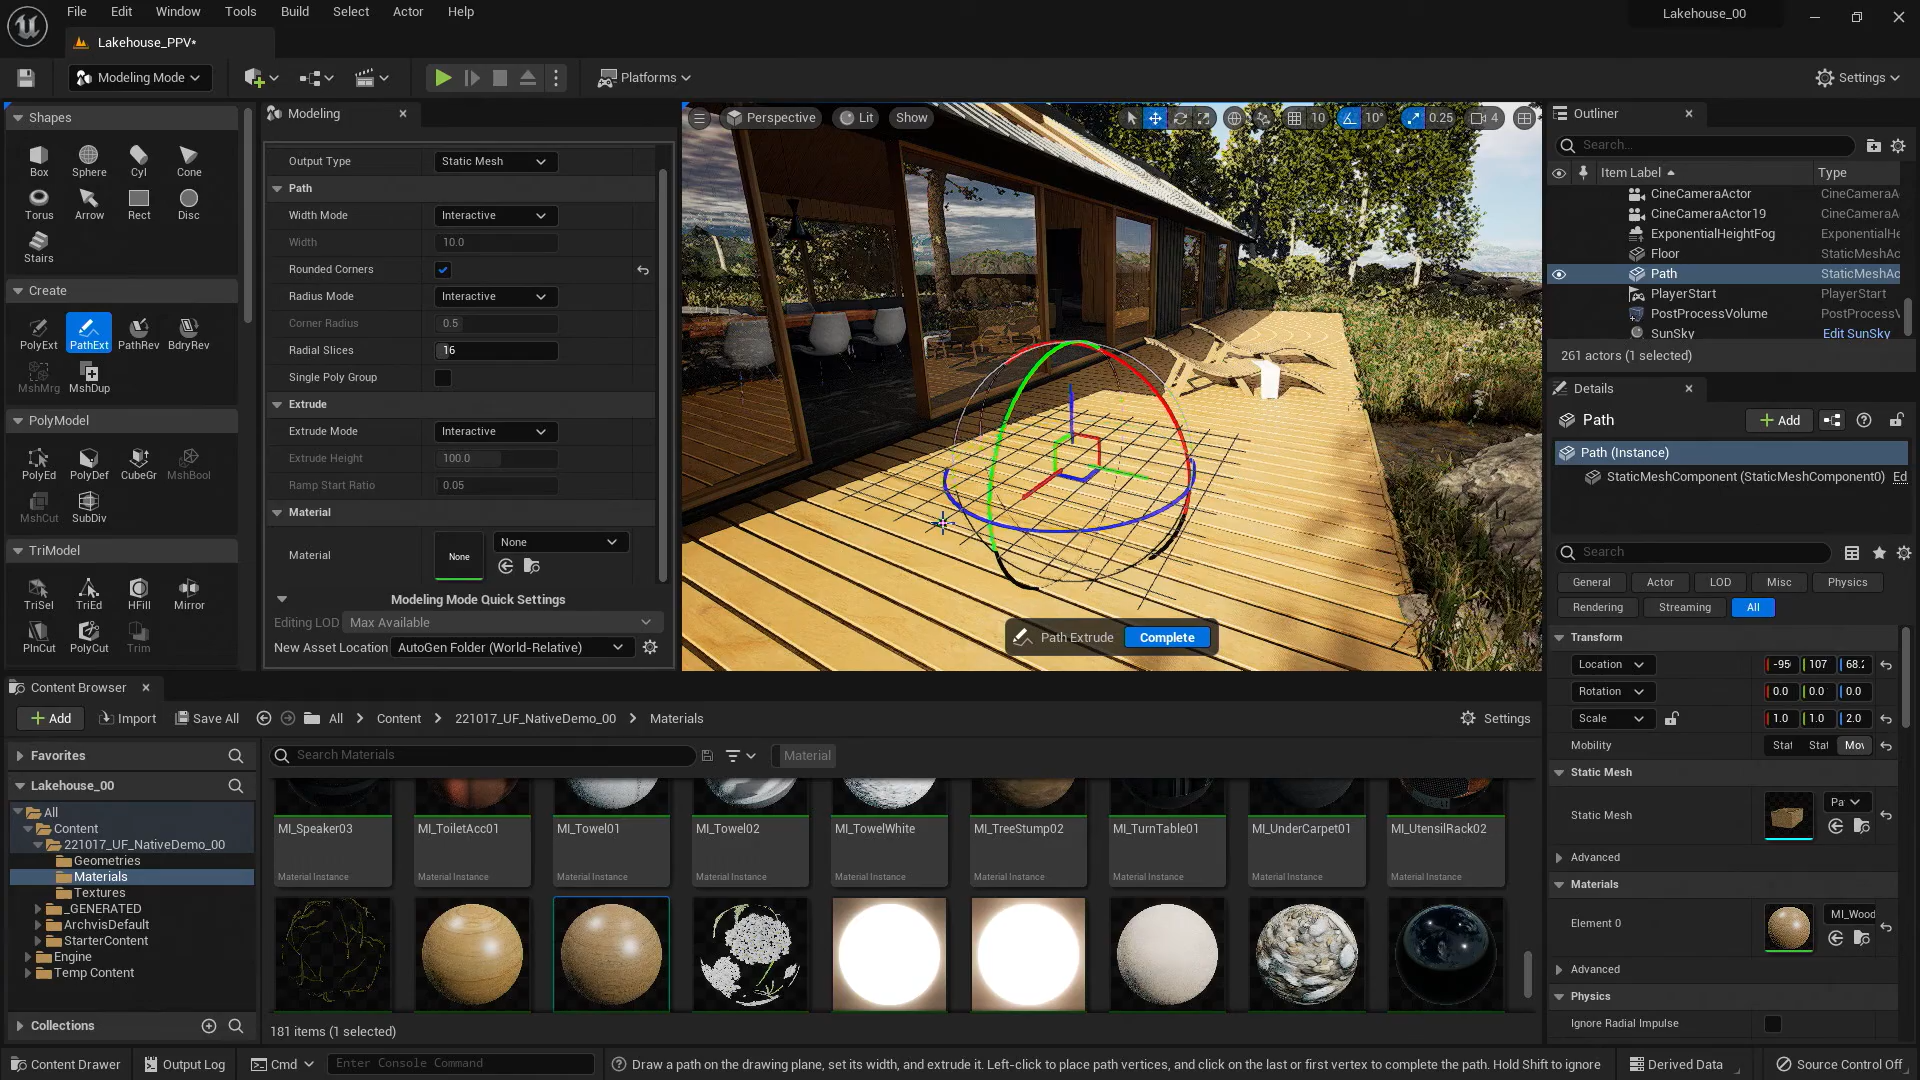 File Edit Window Tools Build Select Actor Help
Lakehouse_00
Lakehouse_PPV*
Modeling Mode
Platforms
Settings
Shapes
Box Sphere Cyl Cone
Torus Arrow Rect Disc
Stairs
Create
PolyExt PathExt PathRev BdryRev
MshMrg MshDup
PolyModel
PolyEd PolyDef CubeGr MshBool
MshCut SubDiv
TriModel
TriSel TriEd HFill Mirror
PlnCut PolyCut Trim
Modeling
Output Type Static Mesh
Path
Width Mode Interactive
Width 10.0
Rounded Corners
Radius Mode Interactive
Corner Radius 0.5
Radial Slices 16
Single Poly Group
Extrude
Extrude Mode Interactive
Extrude Height 100.0
Ramp Start Ratio 0.05
Material
Material None None
Modeling Mode Quick Settings
Editing LOD Max Available
New Asset Location AutoGen Folder (World-Relative)
Perspective Lit Show
10 10° 0.25 4
Path Extrude Complete
Outliner
Search...
Item Label Type
CineCameraActor CineCameraA
CineCameraActor19 CineCameraA
ExponentialHeightFog ExponentialHe
Floor StaticMeshAc
Path StaticMeshAc
PlayerStart PlayerStart
PostProcessVolume PostProcessV
SunSky Edit SunSky
261 actors (1 selected)
Details
Path Add
Path (Instance)
StaticMeshComponent (StaticMeshComponent0) Ed
Search
General Actor LOD Misc Physics
Rendering Streaming All
Transform
Location -95 107 68.2
Rotation 0.0 0.0 0.0
Scale 1.0 1.0 2.0
Mobility Stat Stat Mov
Static Mesh
Static Mesh Pa
Advanced
Materials
Element 0 MI_Wood
Advanced
Physics
Ignore Radial Impulse
Content Browser
Add Import Save All All Content 221017_UF_NativeDemo_00 Materials Settings
Favorites
Lakehouse_00
All
Content
221017_UF_NativeDemo_00
Geometries
Materials
Textures
_GENERATED
ArchvisDefault
StarterContent
Engine
Temp Content
Collections
Search Materials Material
MI_Speaker03 MI_ToiletAcc01 MI_Towel01 MI_Towel02 MI_TowelWhite MI_TreeStump02 MI_TurnTable01 MI_UnderCarpet01 MI_UtensilRack02
Material Instance Material Instance Material Instance Material Instance Material Instance Material Instance Material Instance Material Instance Material Instance
181 items (1 selected)
Content Drawer Output Log Cmd Enter Console Command Draw a path on the drawing plane, set its width, and extrude it. Left-click to place path vertices, and click on the last or first vertex to complete the path. Hold Shift to ignore Derived Data Source Control Off